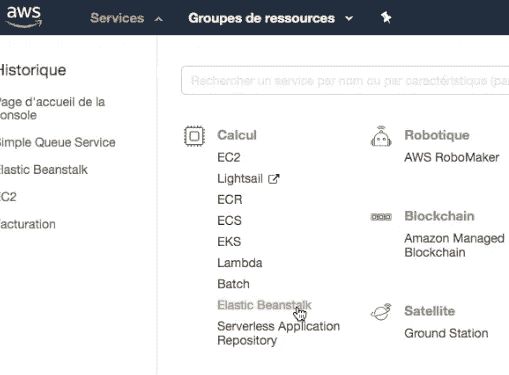 aws
Services
Groupes de ressources
Historique
Page d'accueil de la
console
Simple Queue Service
Elastic Beanstalk
EC2
Facturation
Rechercher un service par nom ou par caractéristique (par
Calcul
EC2
Lightsail
ECR
ECS
EKS
Lambda
Batch
Elastic Beanstalk
Serverless Application
Repository
Robotique
AWS RoboMaker
Blockchain
Amazon Managed
Blockchain
Satellite
Ground Station